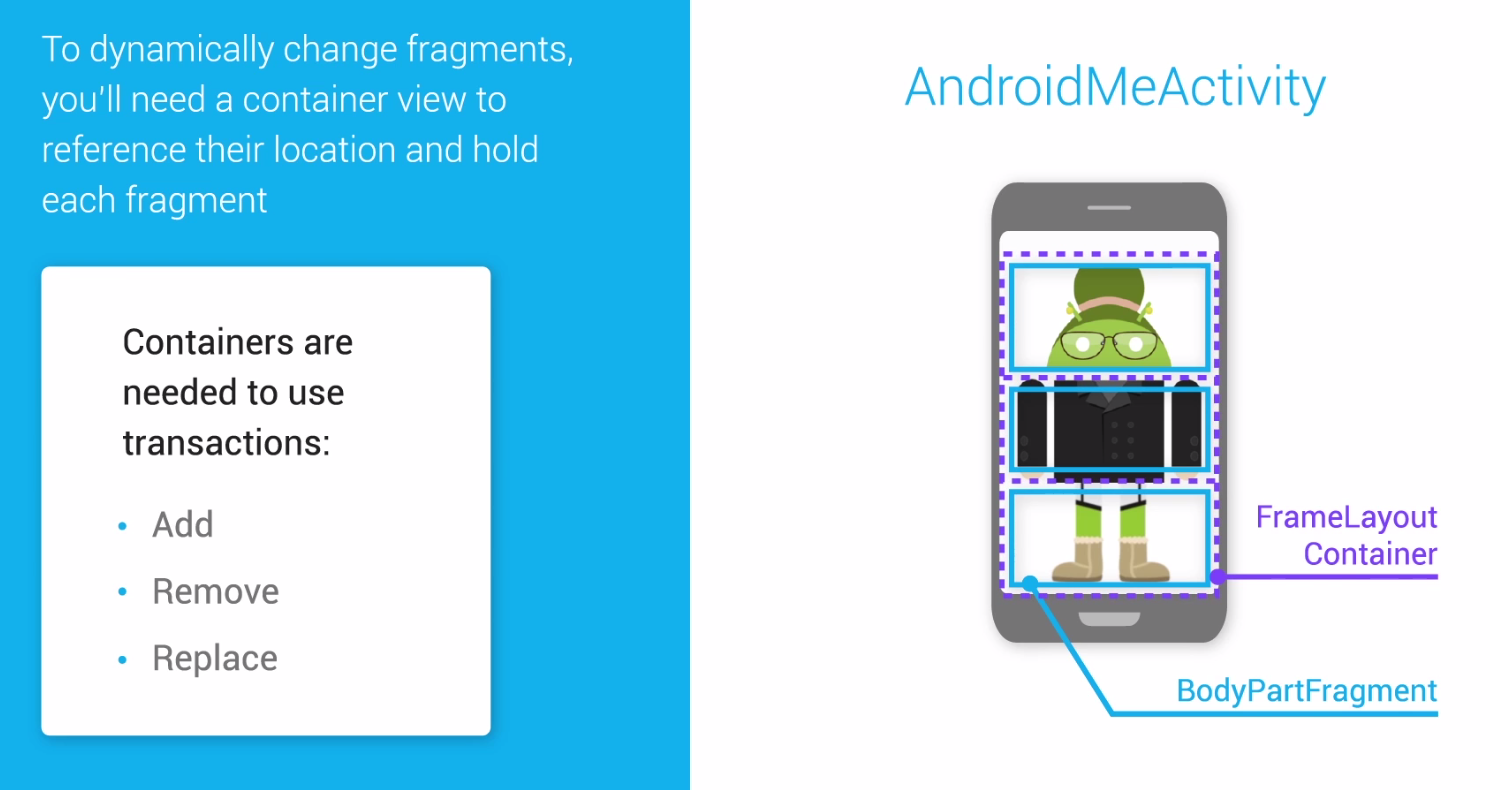 To dynamically change fragments,
you'll need a container view to
reference their location and hold
each fragment
Containers are
needed to use
transactions:
• Add
• Remove
• Replace
AndroidMeActivity
FrameLayout
Container
BodyPartFragment